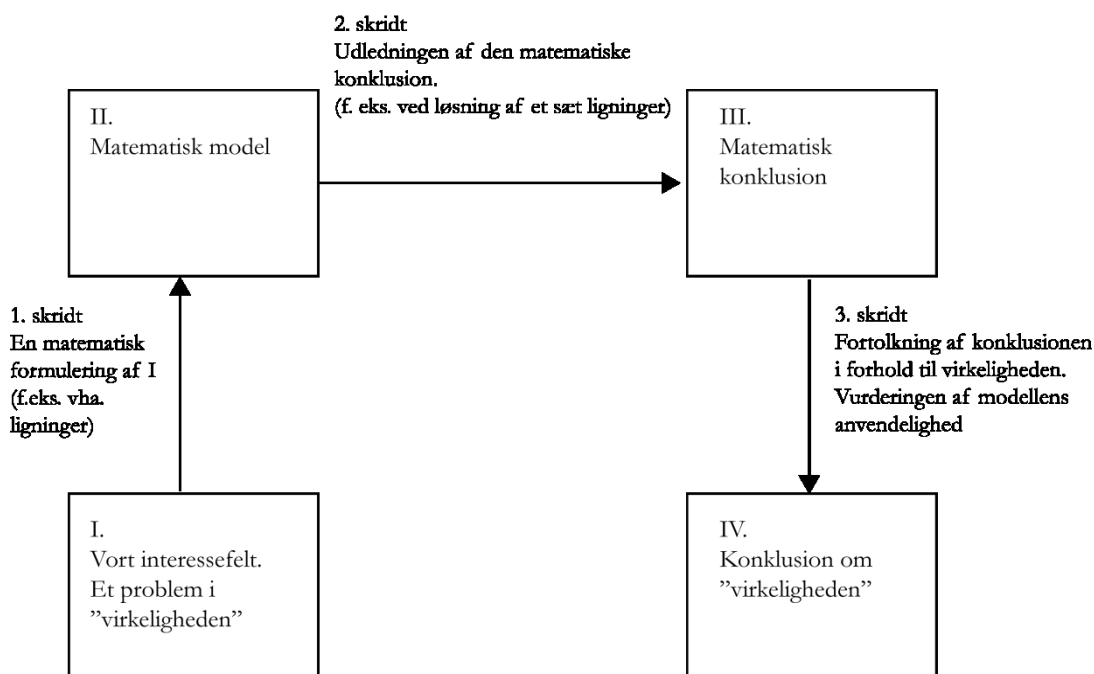 2. skridt
Udledningen af den matematiske
konklusion.
(f. eks. ved løsning af et sæt ligninger)
II.
Matematisk model
III.
Matematisk
konklusion
1. skridt
En matematisk
formulering af I
(f.eks. vha.
ligninger)
3. skridt
Fortolkning af konklusionen
i forhold til virkeligheden.
Vurderingen af modellens
anvendelighed
I.
Vort interessefelt.
Et problem i
”virkeligheden”
IV.
Konklusion om
”virkeligheden”